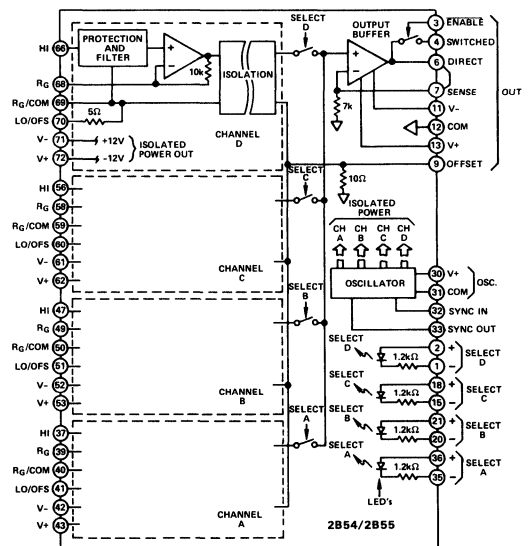 SELECT D
OUTPUT BUFFER
3 ENABLE
4 SWITCHED
6 DIRECT
7 SENSE
11 V-
12 COM
13 V+
9 OFFSET
OUT
7k
10Ω
HI 66
PROTECTION AND FILTER
+
-
10k
ISOLATION
RG 68
RG/COM 69
LO/OFS 70
5Ω
V- 71
+12V
V+ 72
-12V
ISOLATED POWER OUT
CHANNEL D
+
-
HI 56
RG 58
RG/COM 59
LO/OFS 60
V- 61
V+ 62
CHANNEL C
SELECT C
HI 47
RG 49
RG/COM 50
LO/OFS 51
V- 52
V+ 53
CHANNEL B
SELECT B
HI 37
RG 39
RG/COM 40
LO/OFS 41
V- 42
V+ 43
CHANNEL A
SELECT A
ISOLATED POWER
CH A
CH B
CH C
CH D
OSCILLATOR
30 V+
31 COM
OSC.
32 SYNC IN
33 SYNC OUT
SELECT D
1.2kΩ
2 +
1 -
SELECT D
SELECT C
1.2kΩ
18 +
15 -
SELECT C
SELECT B
1.2kΩ
21 +
20 -
SELECT B
SELECT A
1.2kΩ
36 +
35 -
SELECT A
LED's
2B54/2B55